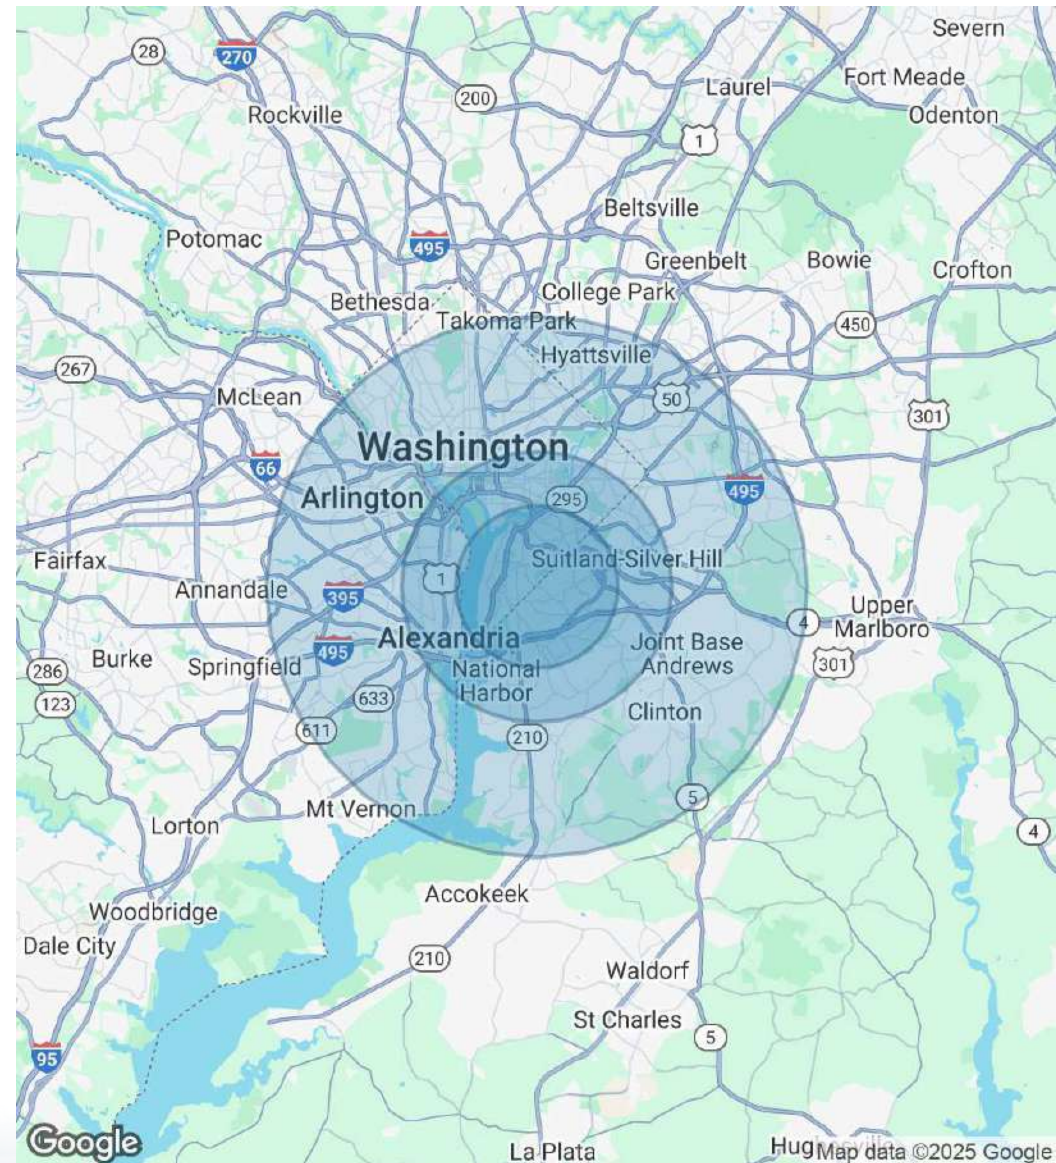 Severn
28
270
Fort Meade
Laurel
200
Odenton
Rockville
1
Beltsville
Potomac
495
Greenbelt
Bowie
Crofton
Bethesda
College Park
Takoma Park
450
Hyattsville
267
McLean
50
301
Washington
66
495
Arlington
295
Fairfax
Suitland-Silver Hill
1
Annandale
395
Upper
Marlboro
4
Alexandria
495
Joint Base
Andrews
Burke
Springfield
National
Harbor
301
286
123
633
Clinton
611
210
5
Mt Vernon
Lorton
4
Accokeek
Woodbridge
Dale City
210
Waldorf
St Charles
5
95
Google
La Plata
Map data ©2025 Google